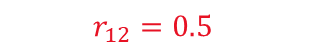 r₁₂ = 0.5